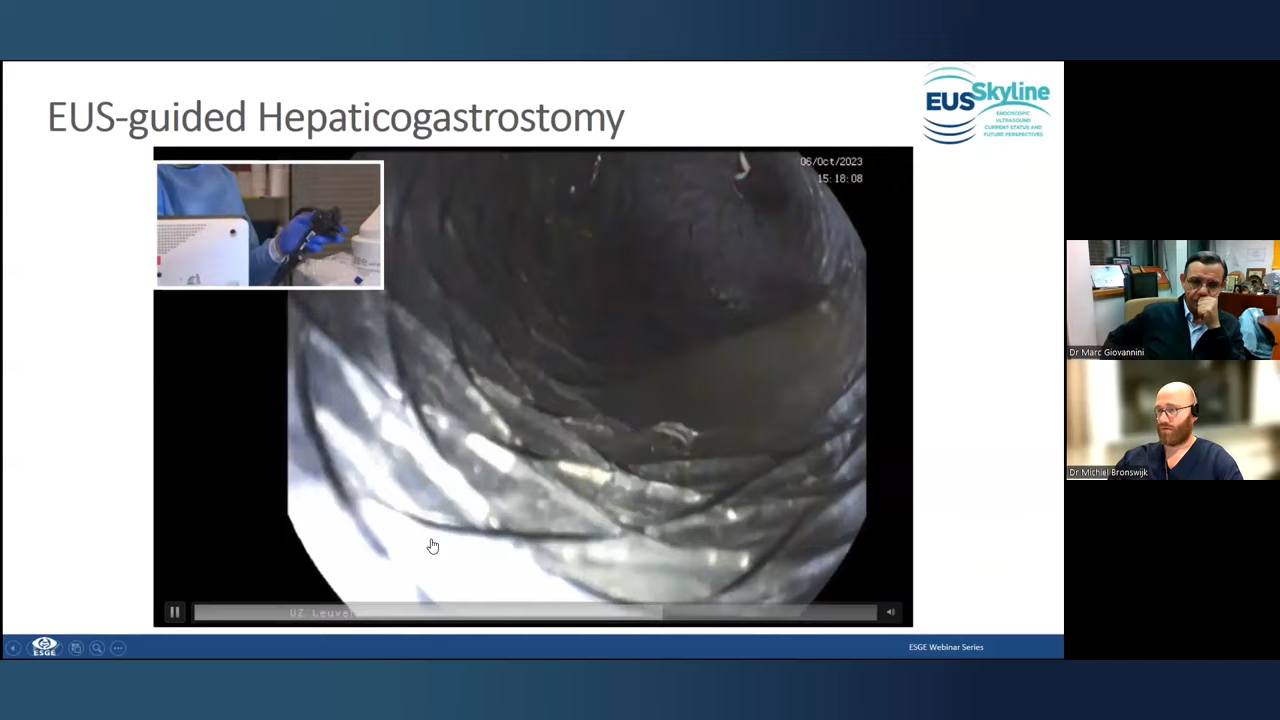 EUS-guided Hepaticogastrostomy
EUS Skyline
ENDOSCOPIC
ULTRASOUND
CURRENT STATUS AND
FUTURE PERSPECTIVES
06/Oct/2023
15:18:08
Dr Marc Giovannini
Dr Michiel Bronswijk
UZ Leuven
ESGE
ESGE Webinar Series